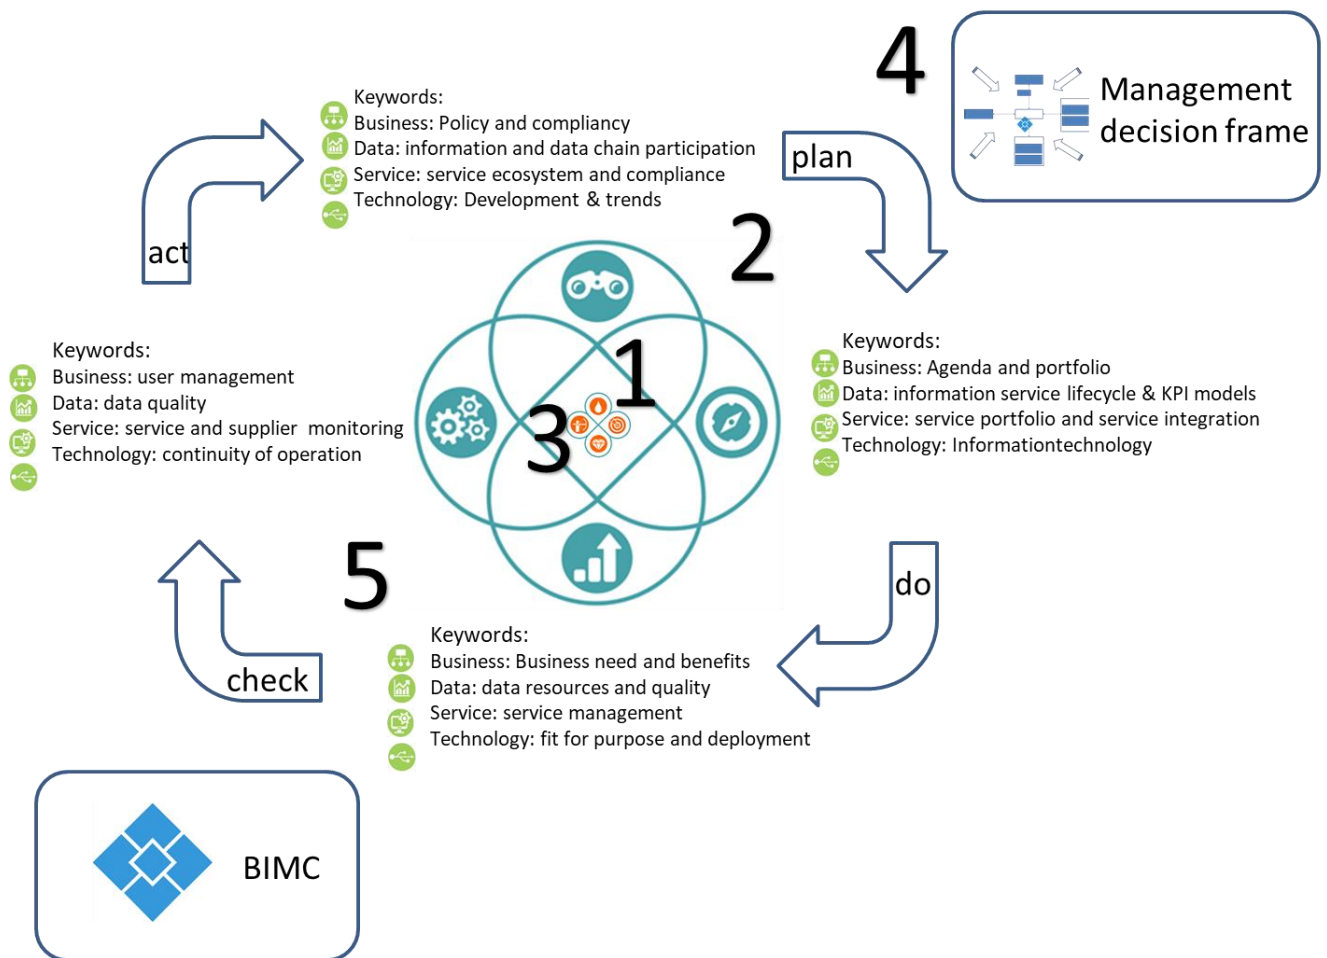 4
Management
decision frame
Keywords:
Business: Policy and compliancy
Data: information and data chain participation
Service: service ecosystem and compliance
Technology: Development & trends
plan
act
2
1
3
Keywords:
Business: user management
Data: data quality
Service: service and supplier monitoring
Technology: continuity of operation
Keywords:
Business: Agenda and portfolio
Data: information service lifecycle & KPI models
Service: service portfolio and service integration
Technology: Informationtechnology
5
do
check
Keywords:
Business: Business need and benefits
Data: data resources and quality
Service: service management
Technology: fit for purpose and deployment
BIMC